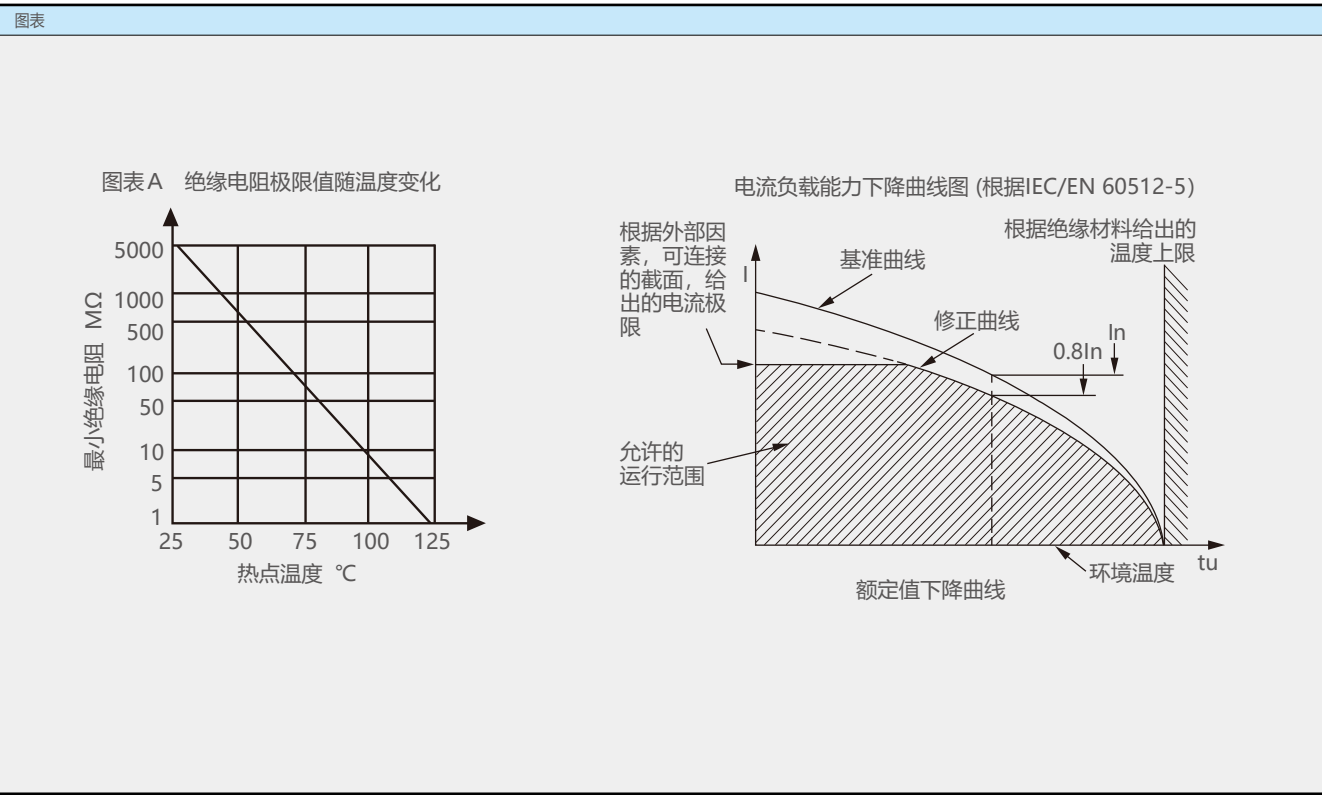 图表
图表A 绝缘电阻极限值随温度变化
最小绝缘电阻 MΩ
5000
1000
500
100
50
10
5
1
25 50 75 100 125
热点温度 ℃
电流负载能力下降曲线图 (根据IEC/EN 60512-5)
根据外部因
素，可连接
的截面，给
出的电流极
限
I
基准曲线
根据绝缘材料给出的
温度上限
修正曲线
In
0.8In
允许的
运行范围
环境温度
tu
额定值下降曲线